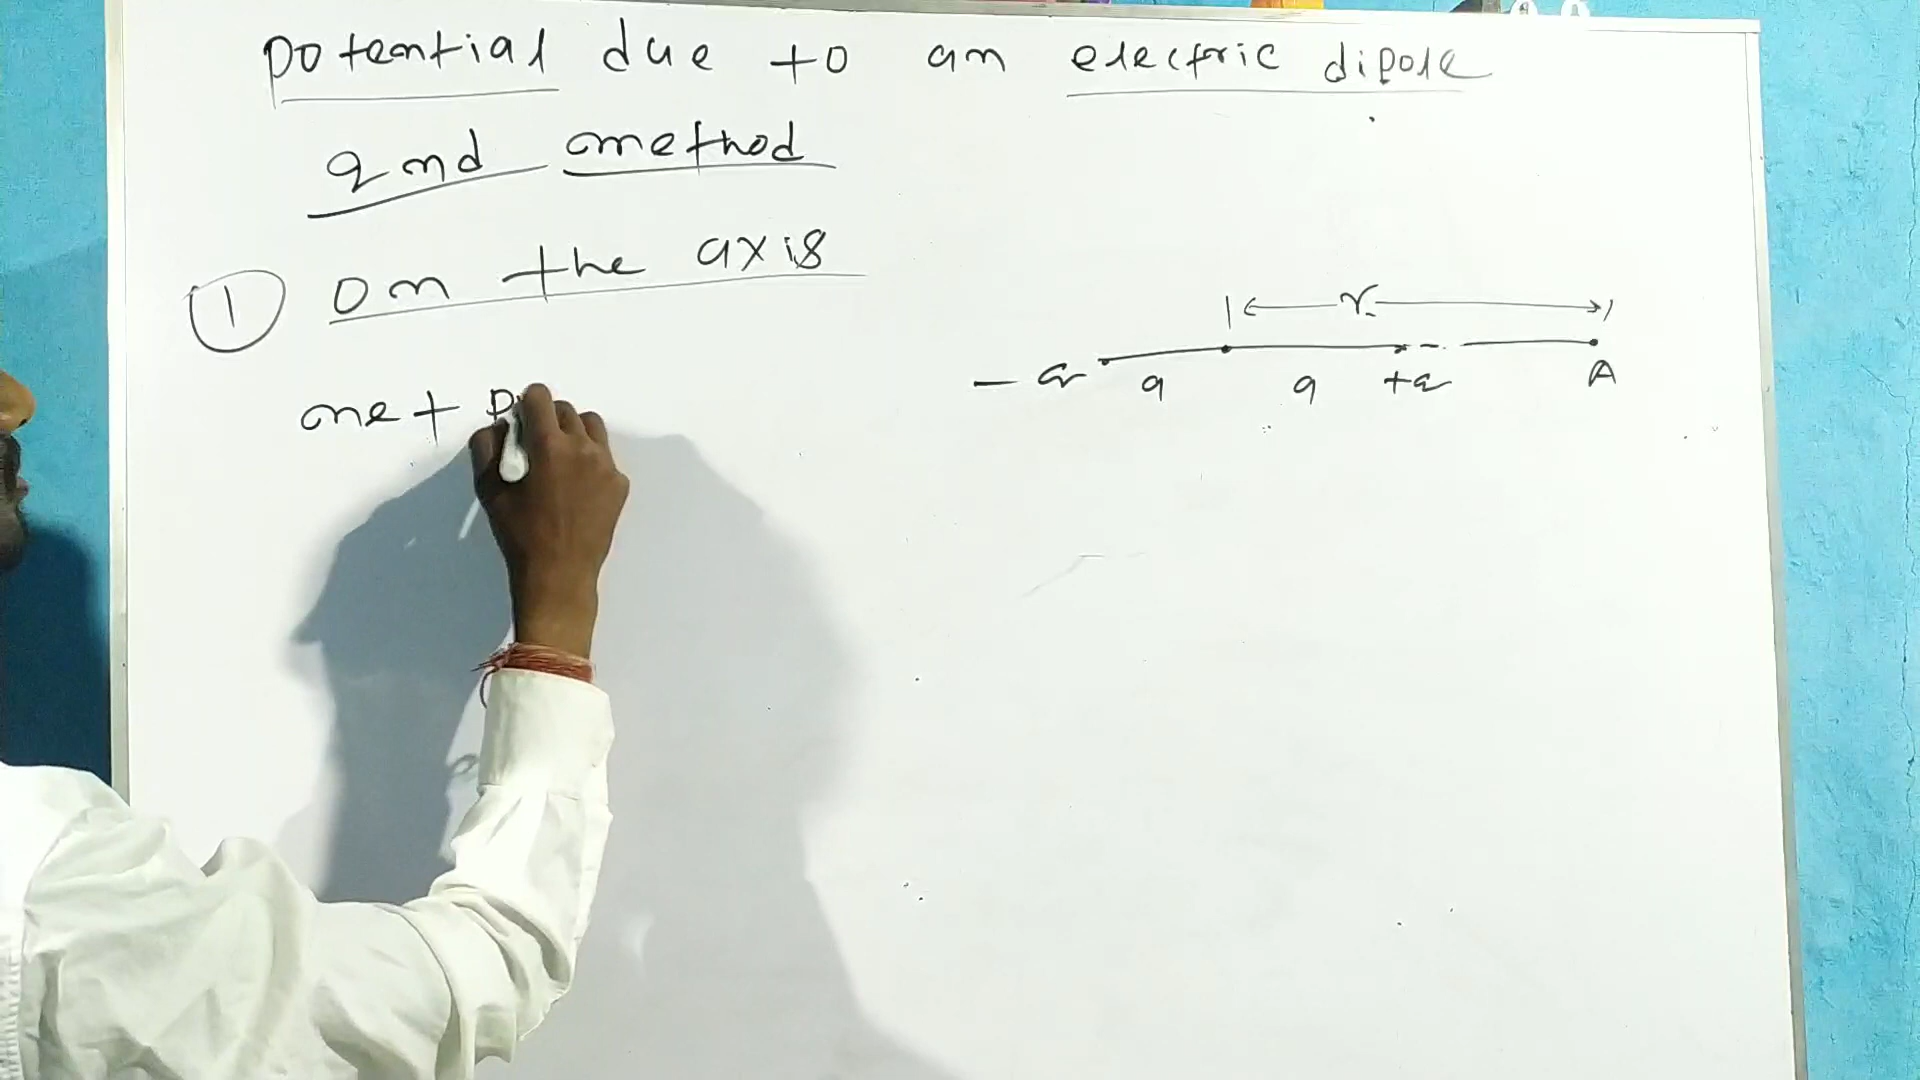 potential due to an electric dipole
2nd method
1 on the axis
r
-q a a +q A
net